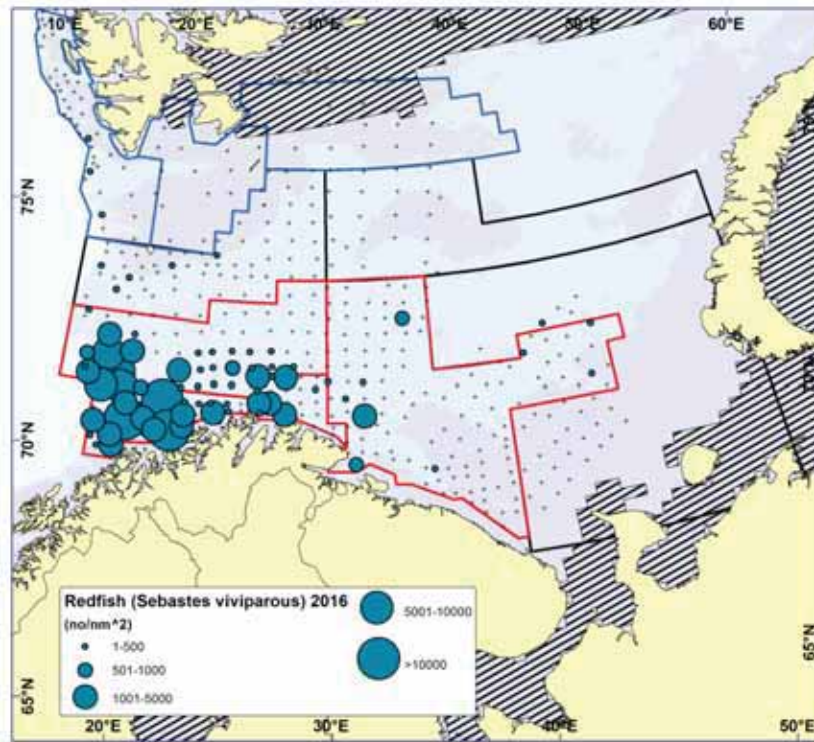 10°E 20°E 30°E 40°E 50°E 60°E
75°N
70°N
65°N
65°N
Redfish (Sebastes viviparous) 2016
(no/nm^2)
1-500
501-1000
1001-5000
5001-10000
>10000
20°E 30°E 40°E 50°E